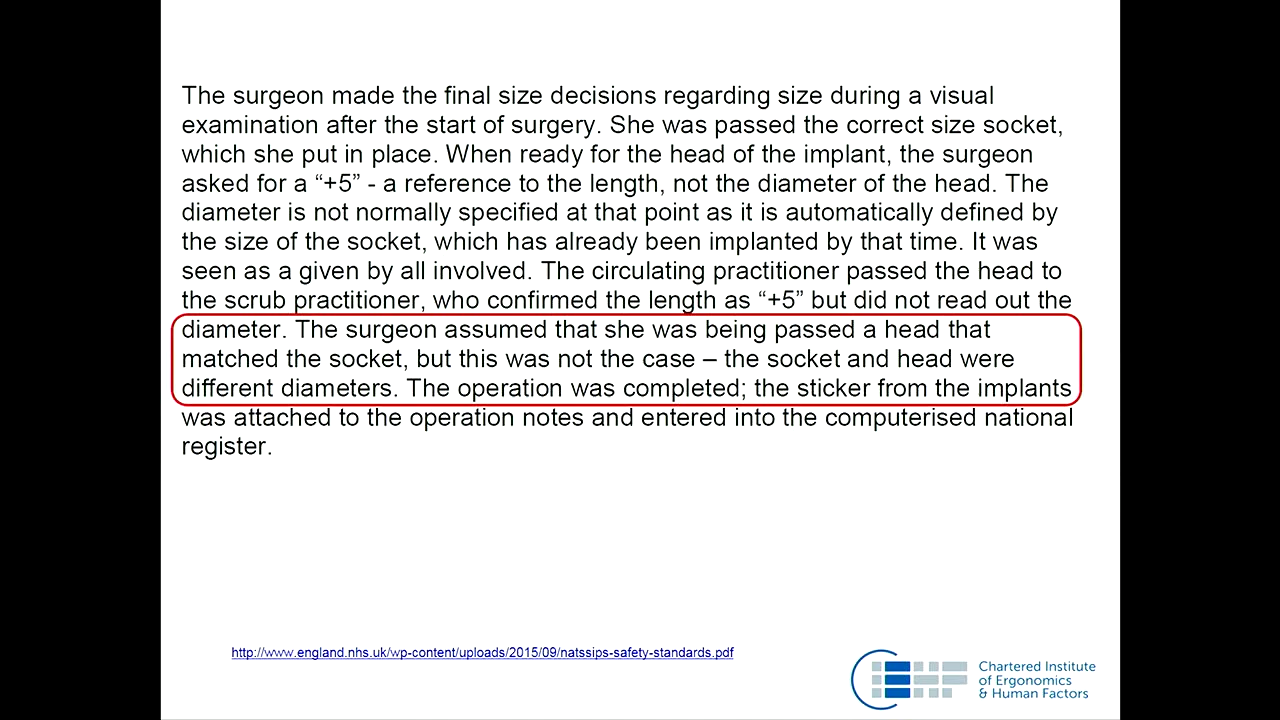 The surgeon made the final size decisions regarding size during a visual
examination after the start of surgery. She was passed the correct size socket,
which she put in place. When ready for the head of the implant, the surgeon
asked for a “+5” - a reference to the length, not the diameter of the head. The
diameter is not normally specified at that point as it is automatically defined by
the size of the socket, which has already been implanted by that time. It was
seen as a given by all involved. The circulating practitioner passed the head to
the scrub practitioner, who confirmed the length as “+5” but did not read out the
diameter. The surgeon assumed that she was being passed a head that
matched the socket, but this was not the case – the socket and head were
different diameters. The operation was completed; the sticker from the implants
was attached to the operation notes and entered into the computerised national
register.
http://www.england.nhs.uk/wp-content/uploads/2015/09/natssips-safety-standards.pdf
Chartered Institute
of Ergonomics
& Human Factors